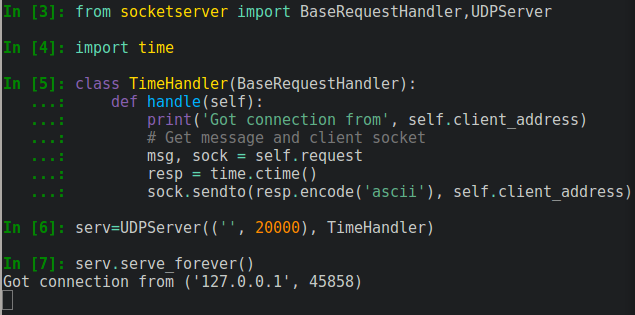 In [3]: from socketserver import BaseRequestHandler,UDPServer
In [4]: import time
In [5]: class TimeHandler(BaseRequestHandler):
   ...:     def handle(self):
   ...:         print('Got connection from', self.client_address)
   ...:         # Get message and client socket
   ...:         msg, sock = self.request
   ...:         resp = time.ctime()
   ...:         sock.sendto(resp.encode('ascii'), self.client_address)
In [6]: serv=UDPServer(('', 20000), TimeHandler)
In [7]: serv.serve_forever()
Got connection from ('127.0.0.1', 45858)